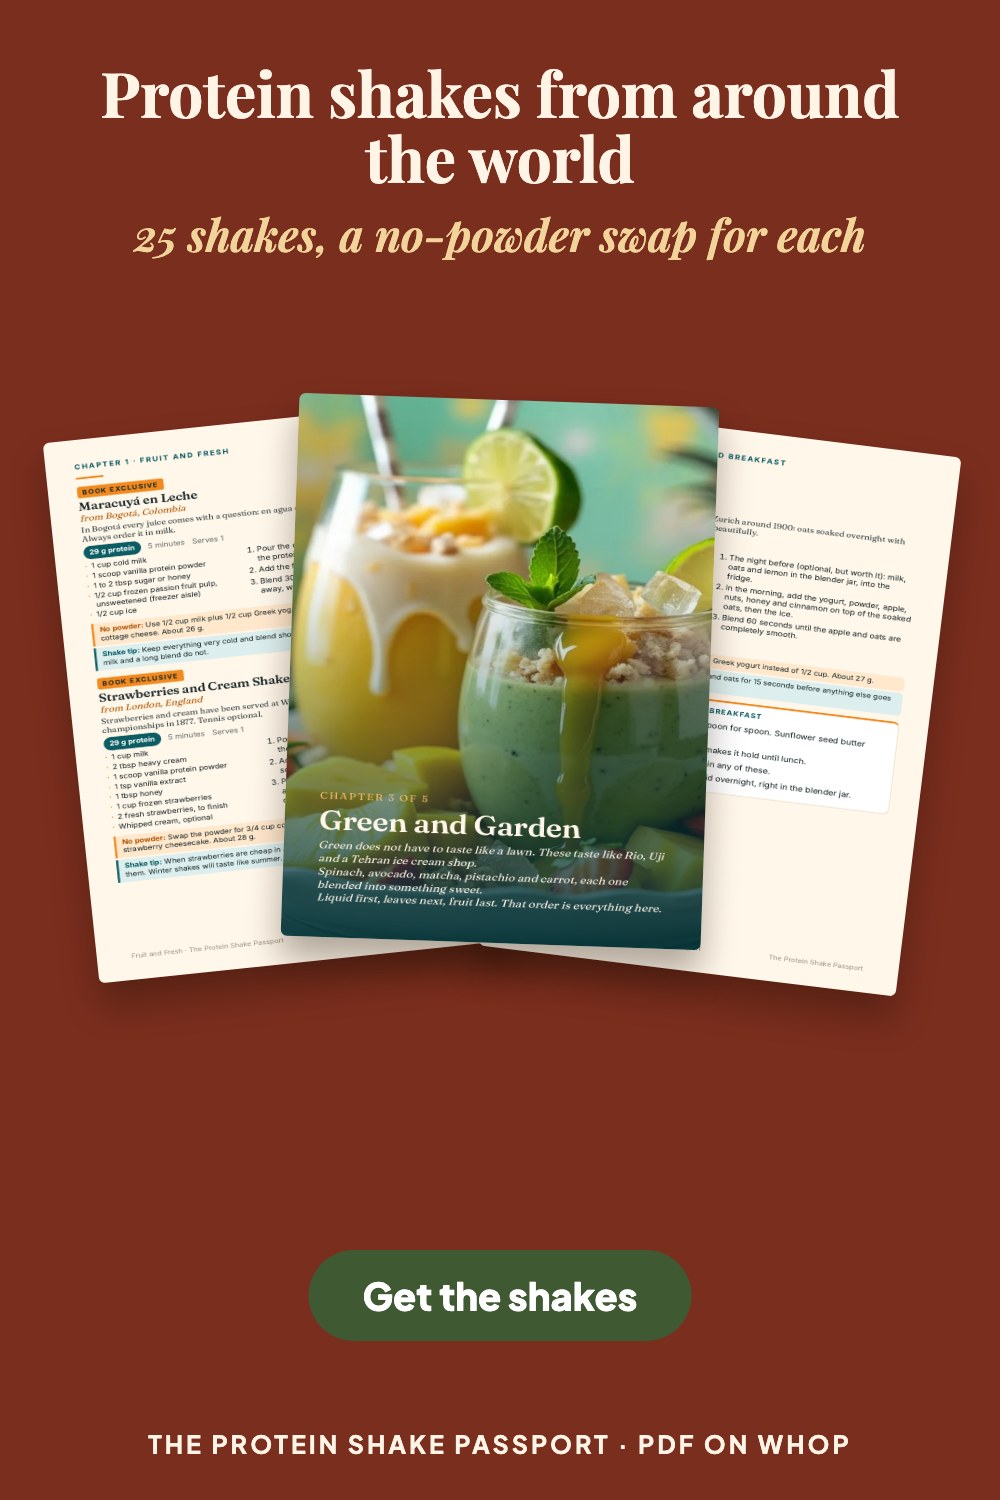 Protein shakes from around
the world
25 shakes, a no-powder swap for each
CHAPTER 1 · FRUIT AND FRESH
BOOK EXCLUSIVE
Maracuyá en Leche
from Bogotá, Colombia
In Bogotá every juice comes with a question: en agua
Always order it in milk.
29 g protein 5 minutes Serves 1
· 1 cup cold milk
· 1 scoop vanilla protein powder
· 1 to 2 tbsp sugar or honey
· 1/2 cup frozen passion fruit pulp,
unsweetened (freezer aisle)
· 1/2 cup ice
1. Pour the
the
2. Add the
3. Blend 30
away,
No powder: Use 1/2 cup milk plus 1/2 cup Greek
cottage cheese. About 26 g.
Shake tip: Keep everything very cold and blend
milk and a long blend do not.
BOOK EXCLUSIVE
Strawberries and Cream Shake
from London, England
Strawberries and cream have been served at
championships in 1877. Tennis optional.
29 g protein 5 minutes Serves 1
· 1 cup milk
· 2 tbsp heavy cream
· 1 scoop vanilla protein powder
· 1 tsp vanilla extract
· 1 tbsp honey
· 1 cup frozen strawberries
· 2 fresh strawberries, to finish
· Whipped cream, optional
1.
2.
3.
No powder: Swap the powder for 3/4 cup
strawberry cheesecake. About 28 g.
Shake tip: When strawberries are cheap in
them. Winter shakes will taste like summer.
Fruit and Fresh · The Protein Shake Passport
CHAPTER 3 OF 5
Green and Garden
Green does not have to taste like a lawn. These taste like Rio, Uji
and a Tehran ice cream shop.
Spinach, avocado, matcha, pistachio and carrot, each one
blended into something sweet.
Liquid first, leaves next, fruit last. That order is everything here.
BREAKFAST
Zurich around 1900: oats soaked overnight with
beautifully.
1. The night before (optional, but worth it): milk,
oats and lemon in the blender jar, into the
fridge.
2. In the morning, add the yogurt, powder, apple,
nuts, honey and cinnamon on top of the soaked
oats, then the ice.
3. Blend 60 seconds until the apple and oats are
completely smooth.
Greek yogurt instead of 1/2 cup. About 27 g.
and oats for 15 seconds before anything else goes
BREAKFAST
spoon for spoon. Sunflower seed butter
makes it hold until lunch.
in any of these.
overnight, right in the blender jar.
The Protein Shake Passport
Get the shakes
THE PROTEIN SHAKE PASSPORT · PDF ON WHOP